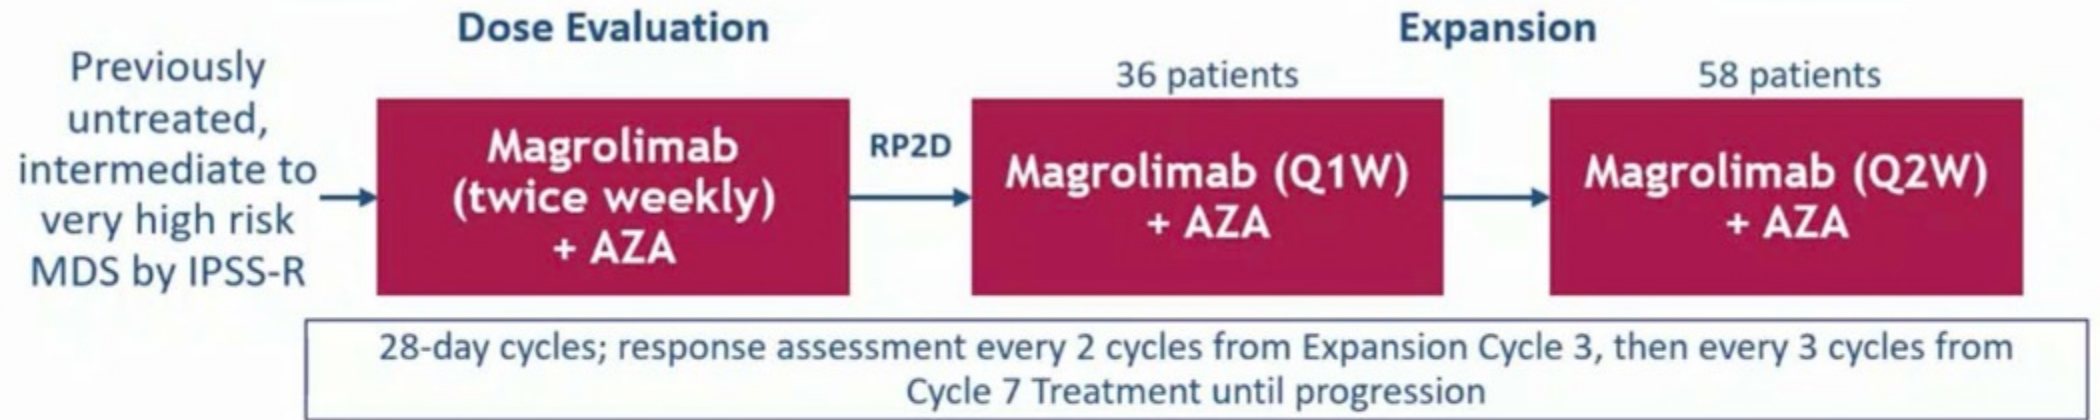 Dose Evaluation
Expansion
36 patients
58 patients
Previously
untreated,
intermediate to
very high risk
MDS by IPSS-R
Magrolimab
(twice weekly)
+ AZA
RP2D
Magrolimab (Q1W)
+ AZA
Magrolimab (Q2W)
+ AZA
28-day cycles; response assessment every 2 cycles from Expansion Cycle 3, then every 3 cycles from
Cycle 7 Treatment until progression